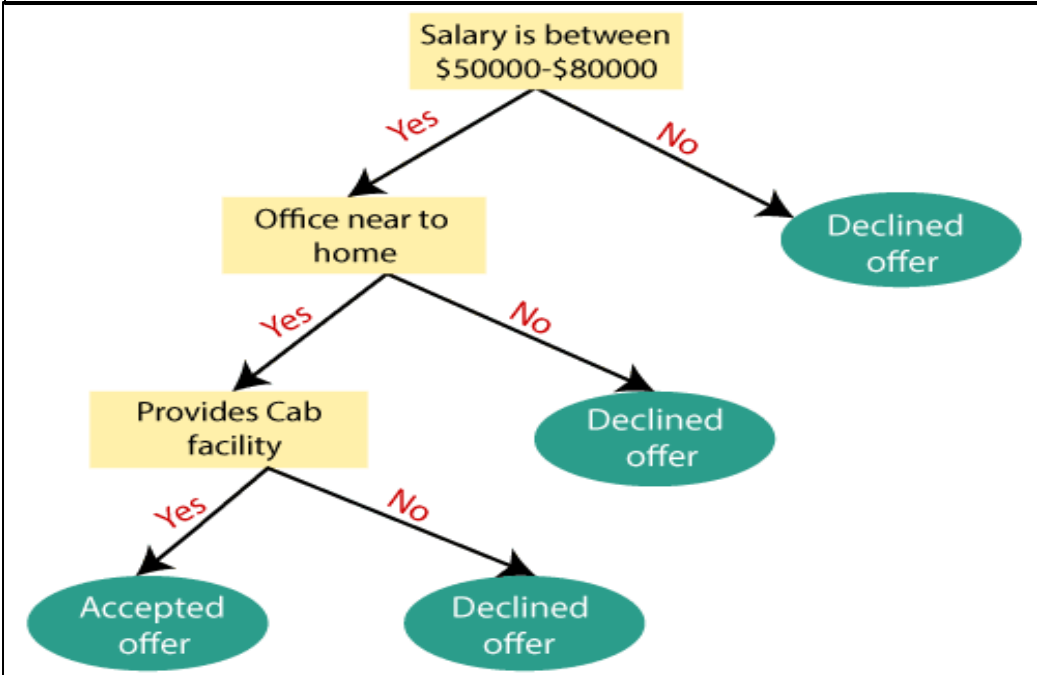 Salary is between
$50000-$80000
Yes
No
Office near to
home
Declined
offer
Yes
No
Provides Cab
facility
Declined
offer
Yes
No
Accepted
offer
Declined
offer